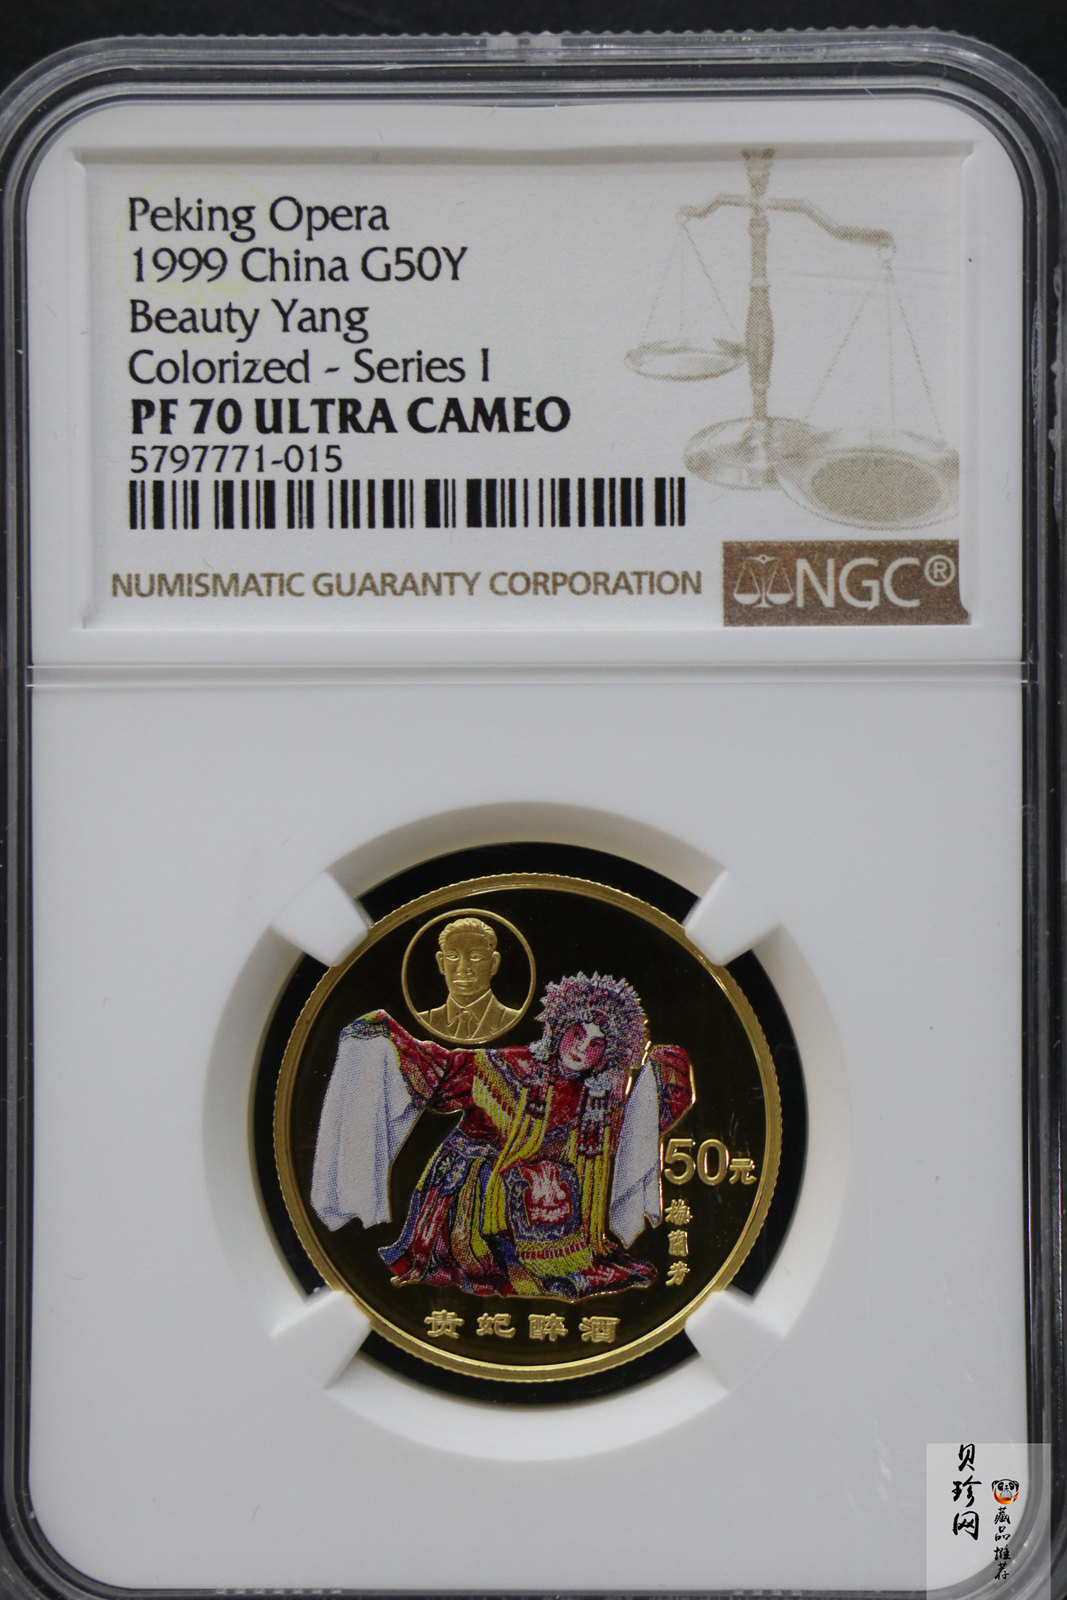 Peking Opera
1999 China G50Y
Beauty Yang
Colorized - Series I
PF 70 ULTRA CAMEO
5797771-015
NUMISMATIC GUARANTY CORPORATION
NGC®
50元
梅蘭芳
贵妃醉酒
贝珍网
藏品推荐